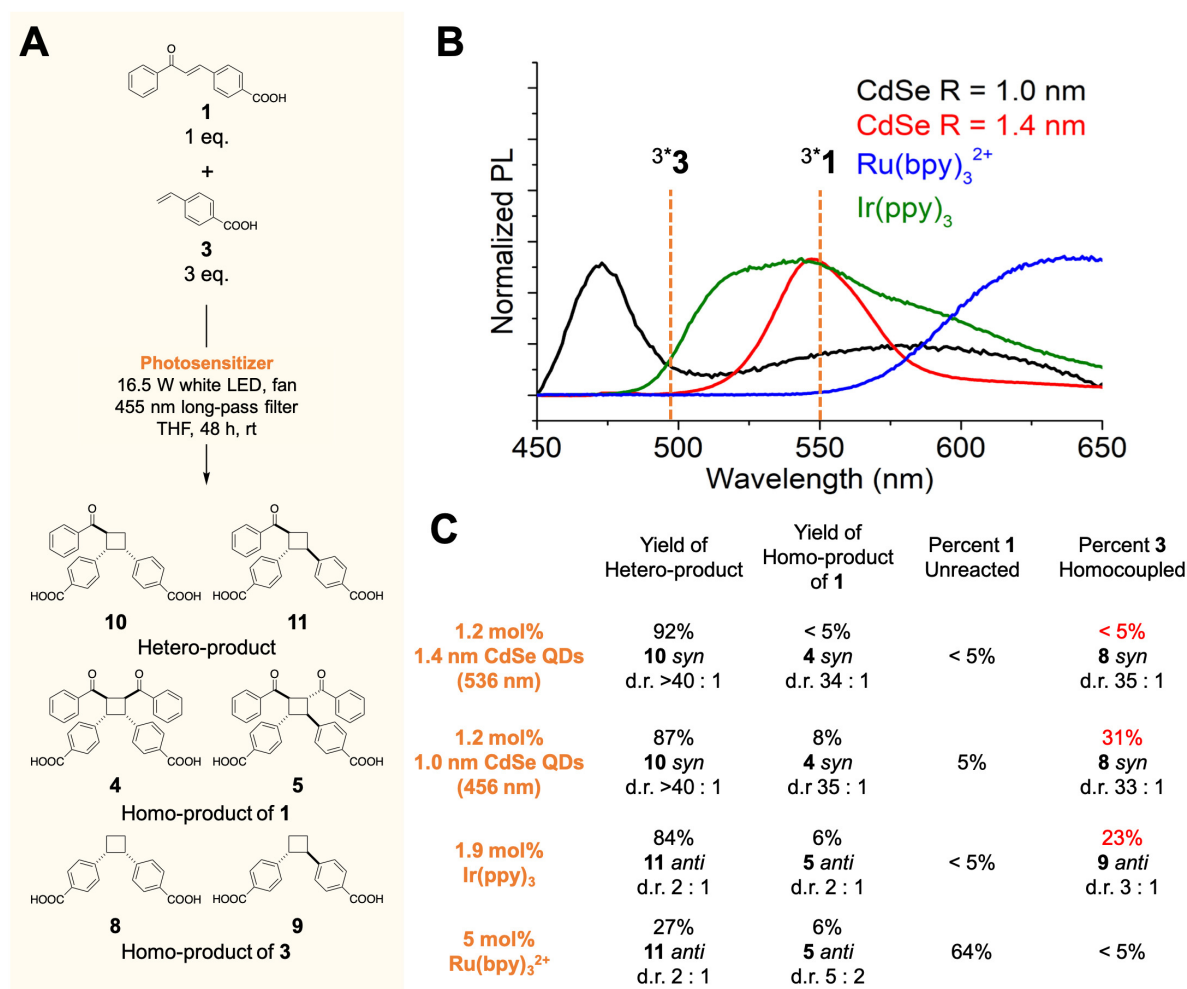 A
O
COOH
1
1 eq.
+
COOH
3
3 eq.
Photosensitizer
16.5 W white LED, fan
455 nm long-pass filter
THF, 48 h, rt
O
HOOC
COOH
10
O
HOOC
COOH
11
Hetero-product
O
O
HOOC
COOH
4
O
O
HOOC
COOH
5
Homo-product of 1
HOOC
COOH
8
HOOC
COOH
9
Homo-product of 3
B
Normalized PL
3*3
3*1
CdSe R = 1.0 nm
CdSe R = 1.4 nm
Ru(bpy)₃²⁺
Ir(ppy)₃
450 500 550 600 650
Wavelength (nm)
C
Yield of
Hetero-product
Yield of
Homo-product
of 1
Percent 1
Unreacted
Percent 3
Homocoupled
1.2 mol%
1.4 nm CdSe QDs
(536 nm)
92%
10 syn
d.r. >40 : 1
< 5%
4 syn
d.r. 34 : 1
< 5%
< 5%
8 syn
d.r. 35 : 1
1.2 mol%
1.0 nm CdSe QDs
(456 nm)
87%
10 syn
d.r. >40 : 1
8%
4 syn
d.r 35 : 1
5%
31%
8 syn
d.r. 33 : 1
1.9 mol%
Ir(ppy)₃
84%
11 anti
d.r. 2 : 1
6%
5 anti
d.r. 2 : 1
< 5%
23%
9 anti
d.r. 3 : 1
5 mol%
Ru(bpy)₃²⁺
27%
11 anti
d.r. 2 : 1
6%
5 anti
d.r. 5 : 2
64%
< 5%